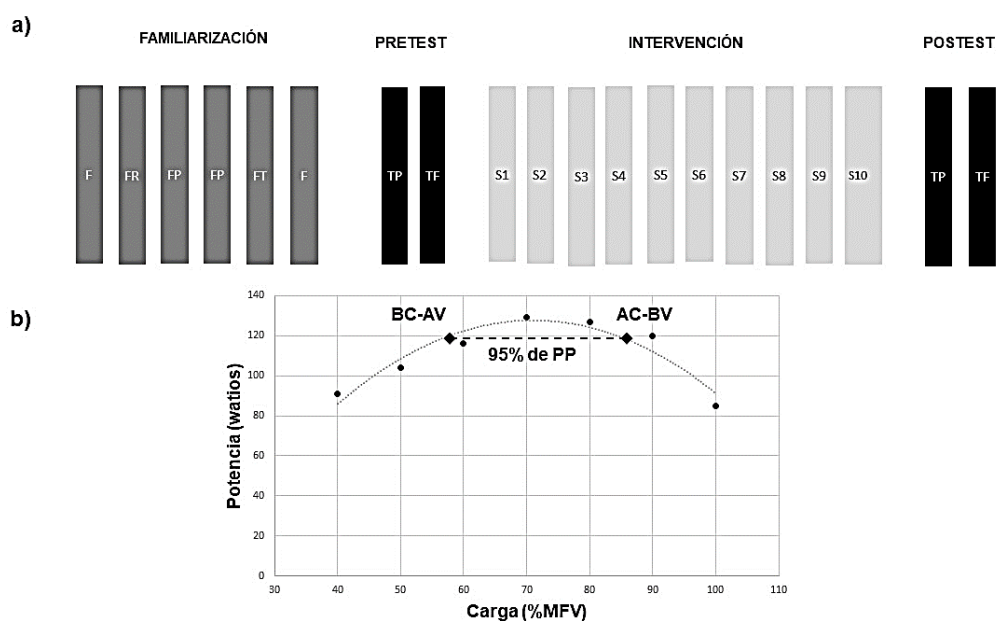 a)
FAMILIARIZACIÓN
PRETEST
INTERVENCIÓN
POSTEST
F FR FP FP FT F
TP TF
S1 S2 S3 S4 S5 S6 S7 S8 S9 S10
TP TF
b)
BC-AV AC-BV
95% de PP
Potencia (watios)
140
120
100
80
60
40
20
0
30 40 50 60 70 80 90 100 110
Carga (%MFV)